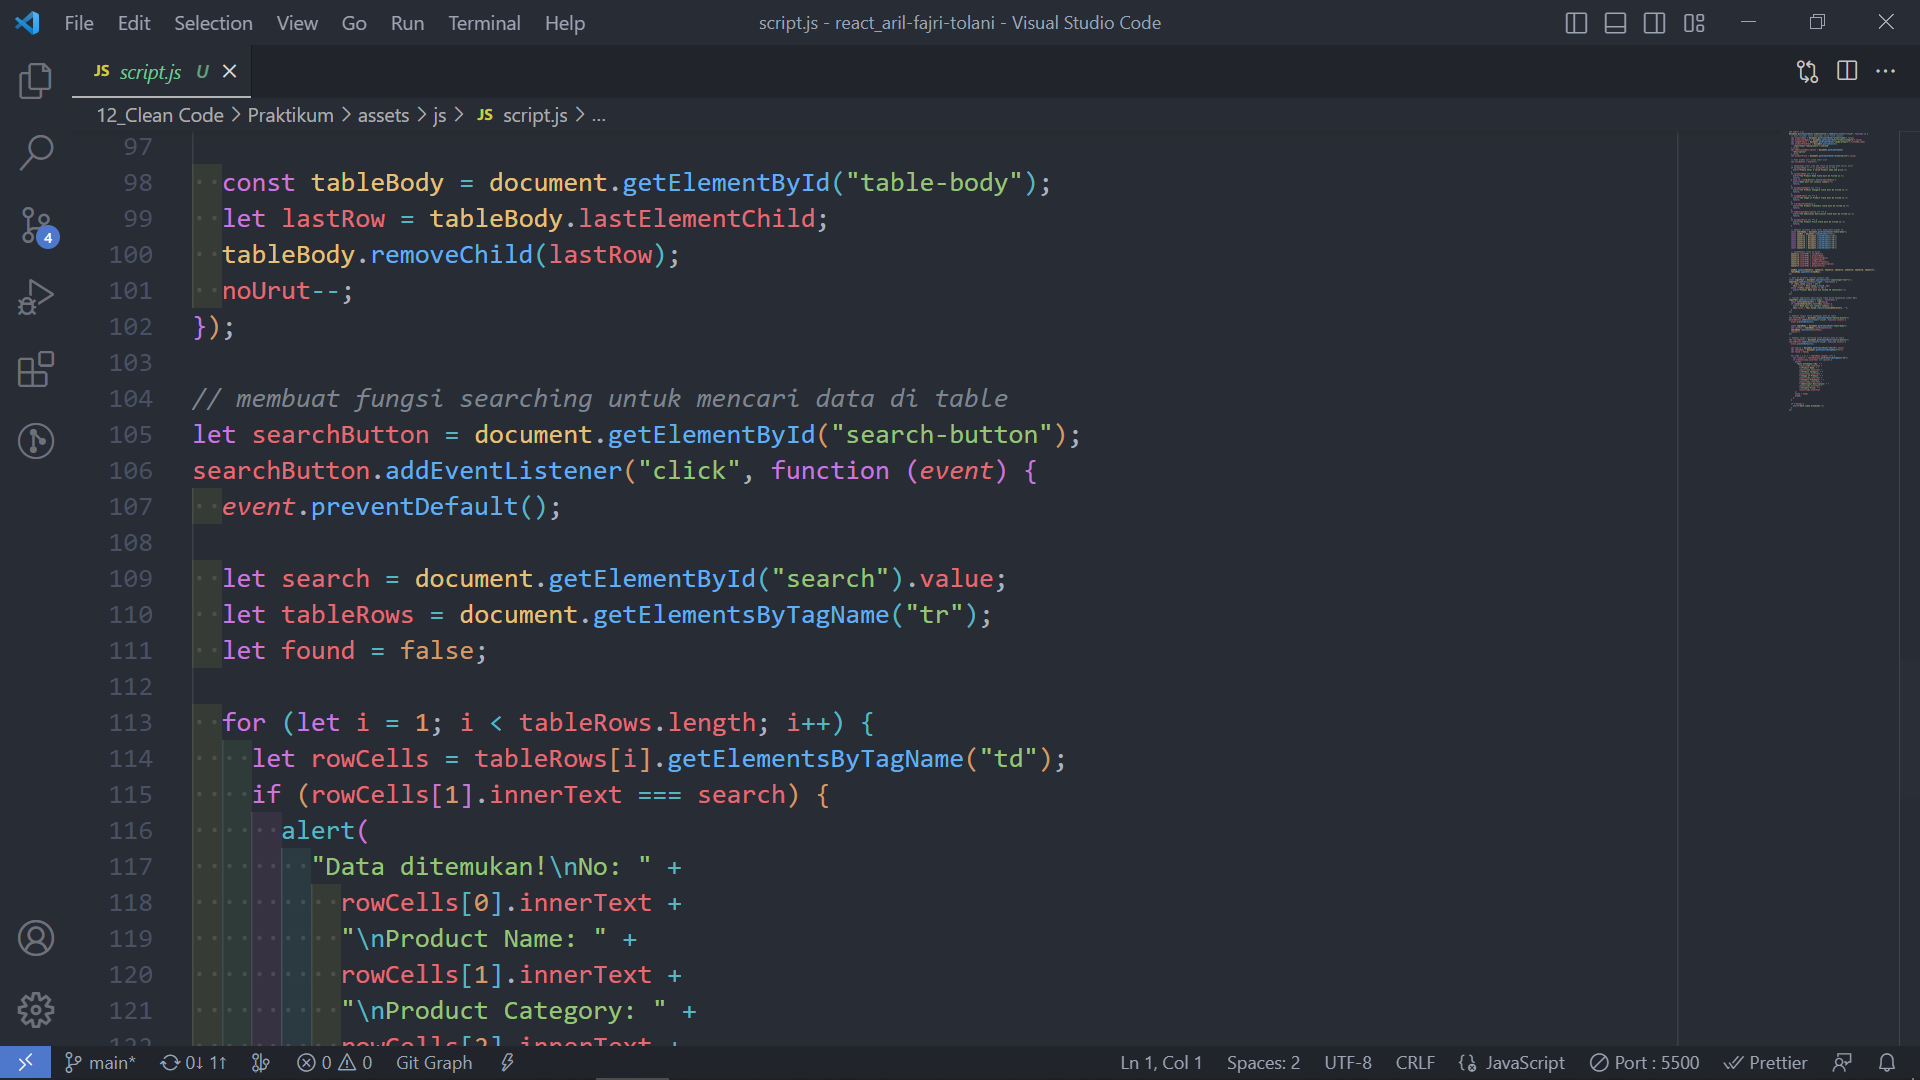 File Edit Selection View Go Run Terminal Help
script.js - react_aril-fajri-tolani - Visual Studio Code
JS script.js U
12_Clean Code > Praktikum > assets > js > JS script.js > ...
97
98 const tableBody = document.getElementById("table-body");
99 let lastRow = tableBody.lastElementChild;
100 tableBody.removeChild(lastRow);
101 noUrut--;
102 });
103
104 // membuat fungsi searching untuk mencari data di table
105 let searchButton = document.getElementById("search-button");
106 searchButton.addEventListener("click", function (event) {
107 event.preventDefault();
108
109 let search = document.getElementById("search").value;
110 let tableRows = document.getElementsByTagName("tr");
111 let found = false;
112
113 for (let i = 1; i < tableRows.length; i++) {
114 let rowCells = tableRows[i].getElementsByTagName("td");
115 if (rowCells[1].innerText === search) {
116 alert(
117 "Data ditemukan!\nNo: " +
118 rowCells[0].innerText +
119 "\nProduct Name: " +
120 rowCells[1].innerText +
121 "\nProduct Category: " +
122 rowCells[2].innerText +
4
main* 0↓ 1↑ 0 0 Git Graph Ln 1, Col 1 Spaces: 2 UTF-8 CRLF JavaScript Port : 5500 Prettier